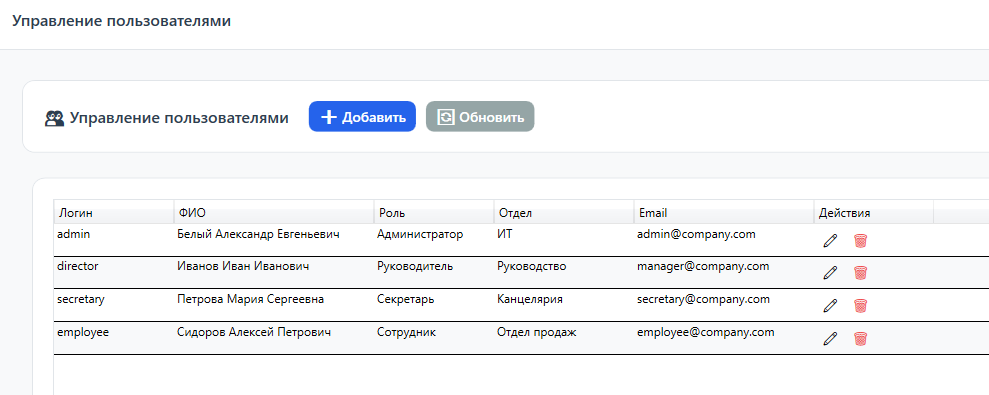 Управление пользователями
Управление пользователями Добавить Обновить
Логин ФИО Роль Отдел Email Действия
admin Белый Александр Евгеньевич Администратор ИТ admin@company.com
director Иванов Иван Иванович Руководитель Руководство manager@company.com
secretary Петрова Мария Сергеевна Секретарь Канцелярия secretary@company.com
employee Сидоров Алексей Петрович Сотрудник Отдел продаж employee@company.com